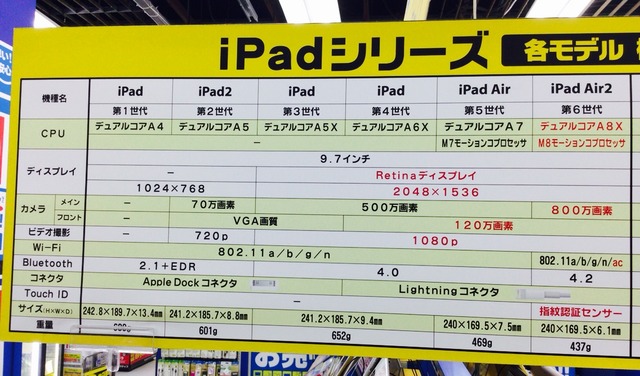 iPadシリーズ 各モデル
機種名 iPad iPad2 iPad iPad iPad Air iPad Air2
第1世代 第2世代 第3世代 第4世代 第5世代 第6世代
CPU デュアルコアA4 デュアルコアA5 デュアルコアA5X デュアルコアA6X デュアルコアA7 デュアルコアA8X
- M7モーションコプロセッサ M8モーションコプロセッサ
ディスプレイ 9.7インチ
- Retinaディスプレイ
1024×768 2048×1536
カメラ メイン - 70万画素 500万画素 800万画素
フロント - VGA画質 120万画素
ビデオ撮影 - 720p 1080p
Wi-Fi 802.11a/b/g/n 802.11a/b/g/n/ac
Bluetooth 2.1+EDR 4.0 4.2
コネクタ Apple Dock コネクタ Lightningコネクタ
Touch ID - 指紋認証センサー
サイズ(H×W×D) 242.8×189.7×13.4mm 241.2×185.7×8.8mm 241.2×185.7×9.4mm 240×169.5×7.5mm 240×169.5×6.1mm
重量 601g 652g 469g 437g